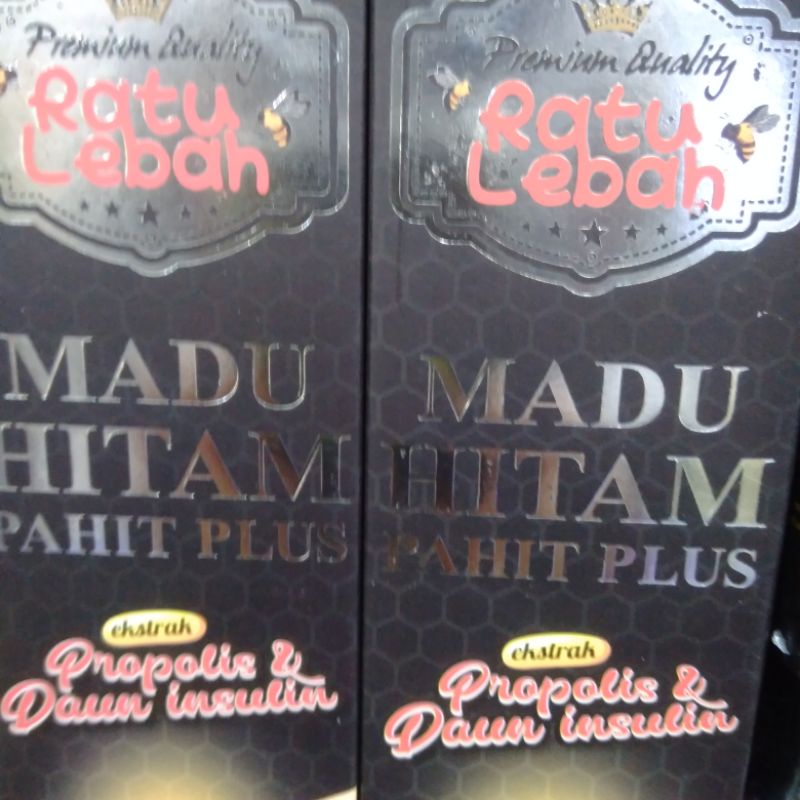 Premium Quality
Ratu
Lebah
MADU
HITAM
PAHIT PLUS
ekstrak
Propolis &
Daun insulin
Premium Quality
Ratu
Lebah
MADU
HITAM
PAHIT PLUS
ekstrak
Propolis &
Daun insulin